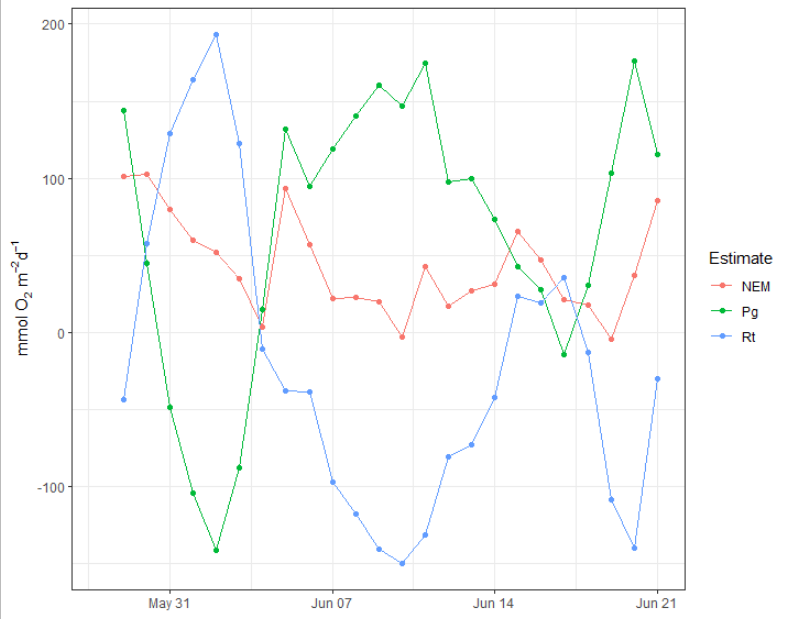 200
100
0
-100
mmol O₂ m⁻²d⁻¹
May 31
Jun 07
Jun 14
Jun 21
Estimate
NEM
Pg
Rt